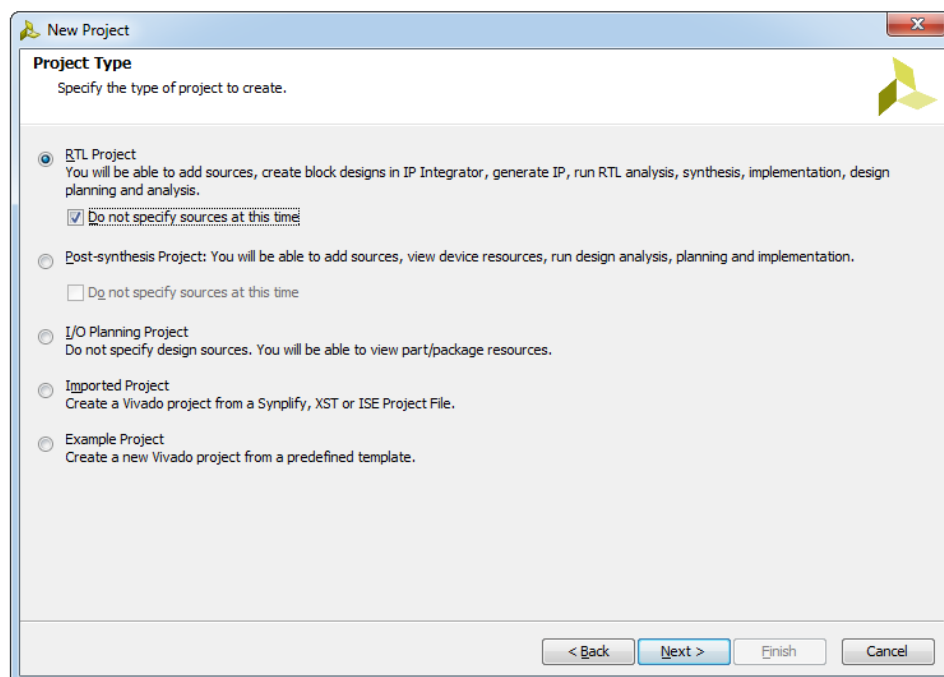 New Project
Project Type
Specify the type of project to create.
RTL Project
You will be able to add sources, create block designs in IP Integrator, generate IP, run RTL analysis, synthesis, implementation, design
planning and analysis.
Do not specify sources at this time
Post-synthesis Project: You will be able to add sources, view device resources, run design analysis, planning and implementation.
Do not specify sources at this time
I/O Planning Project
Do not specify design sources. You will be able to view part/package resources.
Imported Project
Create a Vivado project from a Synplify, XST or ISE Project File.
Example Project
Create a new Vivado project from a predefined template.
< Back Next > Finish Cancel